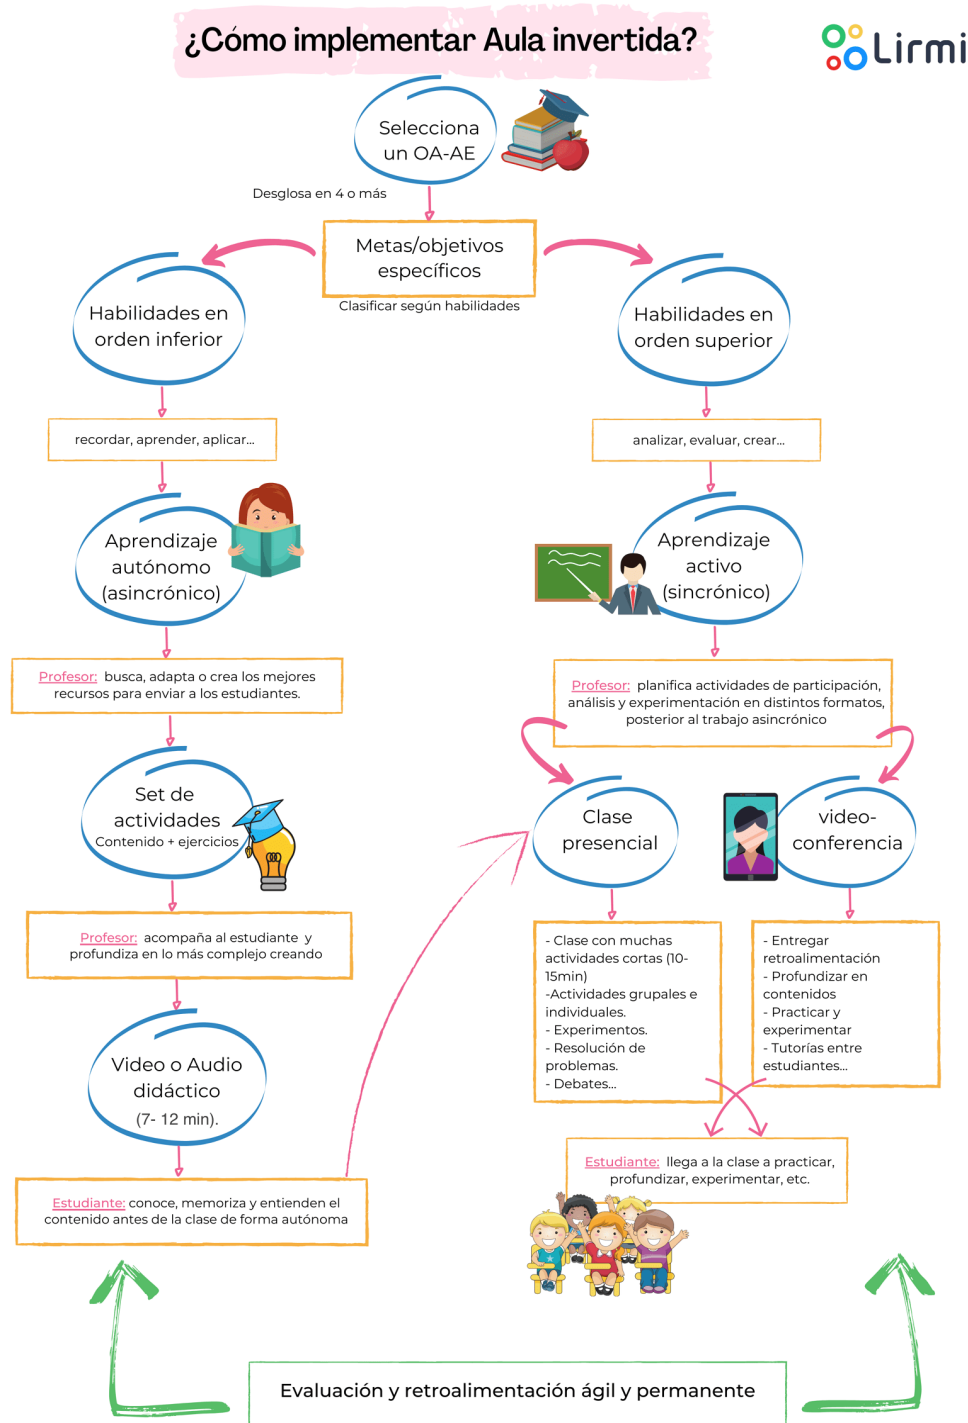 ¿Cómo implementar Aula invertida?
Lirmi
Selecciona
un OA-AE
Desglosa en 4 o más
Metas/objetivos
específicos
Clasificar según habilidades
Habilidades en
orden inferior
recordar, aprender, aplicar...
Aprendizaje
autónomo
(asincrónico)
Profesor: busca, adapta o crea los mejores
recursos para enviar a los estudiantes.
Set de
actividades
Contenido + ejercicios
Profesor: acompaña al estudiante y
profundiza en lo más complejo creando
Video o Audio
didáctico
(7- 12 min).
Estudiante: conoce, memoriza y entienden el
contenido antes de la clase de forma autónoma
Habilidades en
orden superior
analizar, evaluar, crear...
Aprendizaje
activo
(sincrónico)
Profesor: planifica actividades de participación,
análisis y experimentación en distintos formatos,
posterior al trabajo asincrónico
Clase
presencial
- Clase con muchas
actividades cortas (10-
15min)
-Actividades grupales e
individuales.
- Experimentos.
- Resolución de
problemas.
- Debates...
video-
conferencia
- Entregar
retroalimentación
- Profundizar en
contenidos
- Practicar y
experimentar
- Tutorías entre
estudiantes...
Estudiante: llega a la clase a practicar,
profundizar, experimentar, etc.
Evaluación y retroalimentación ágil y permanente